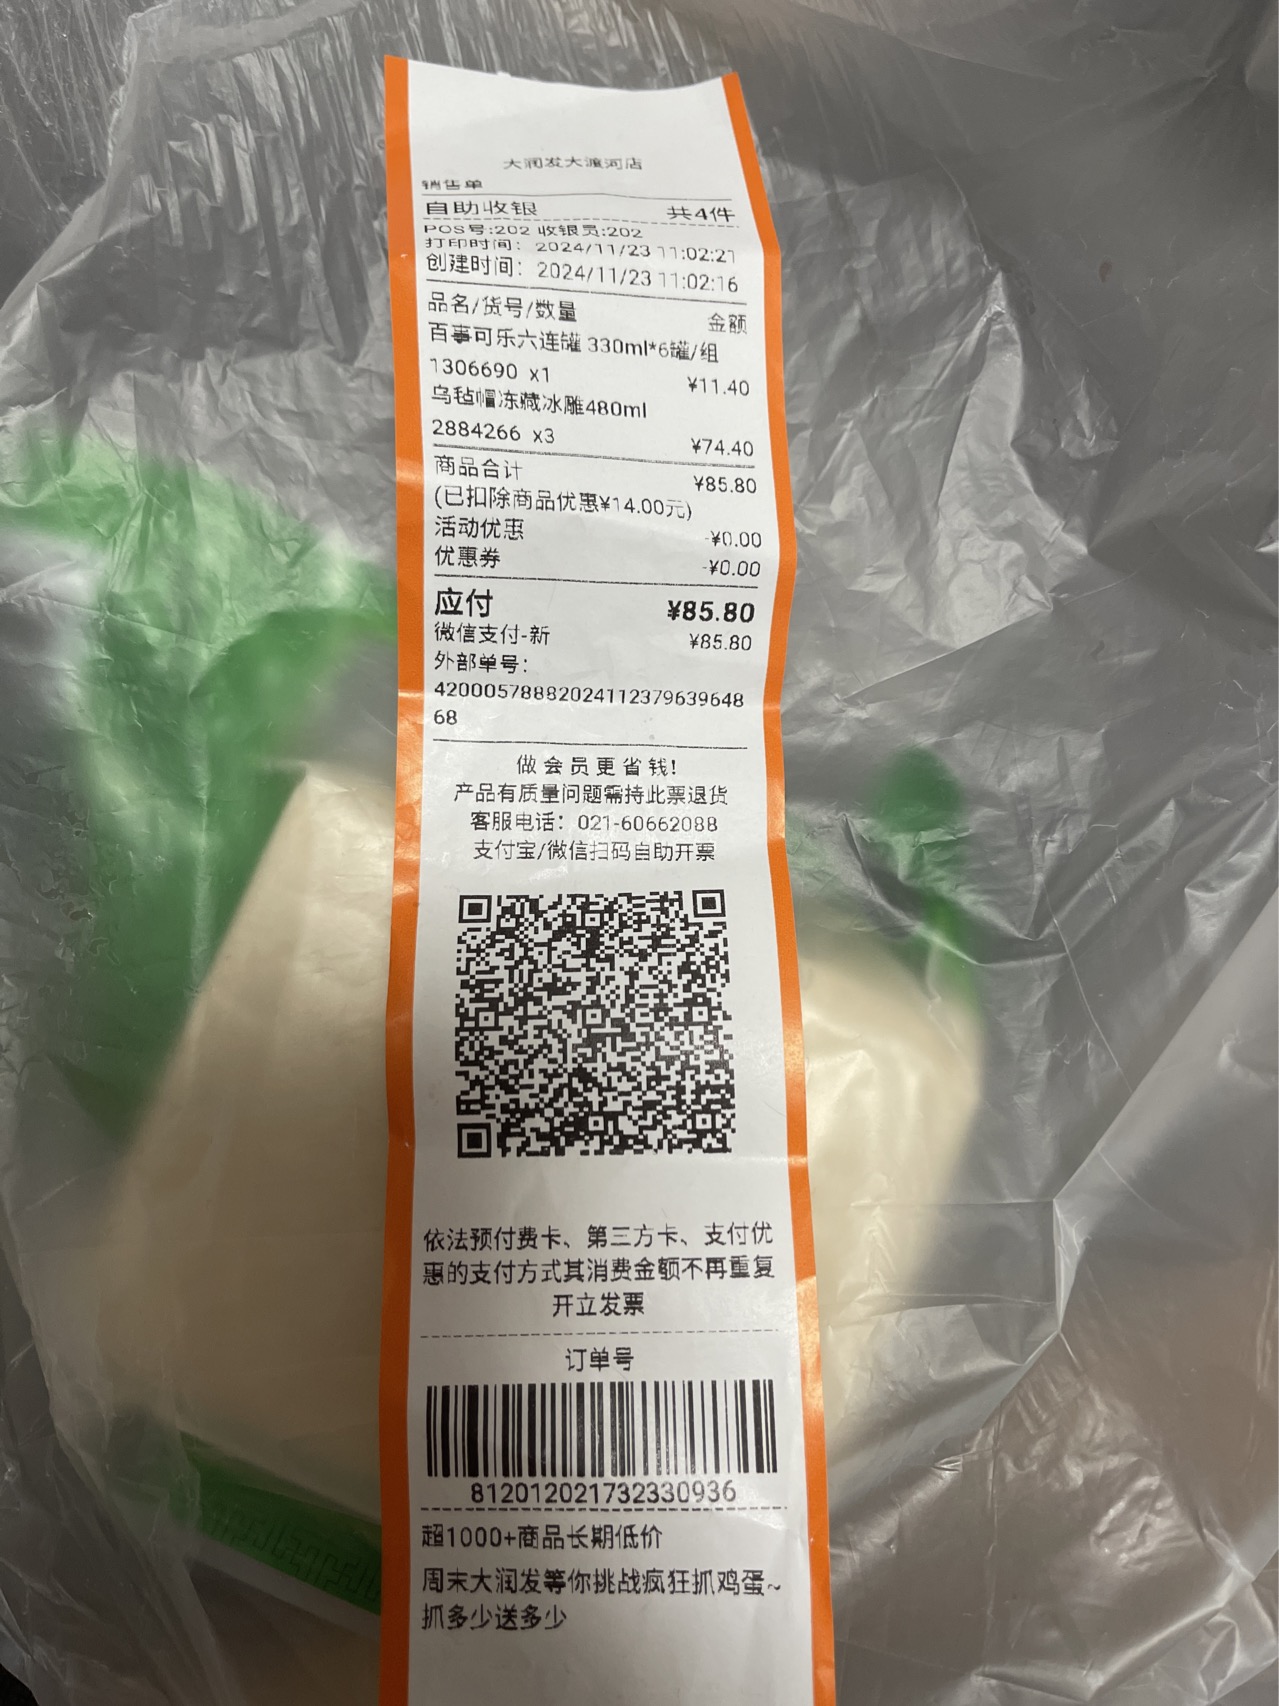 大润发大渡河店
销售单
自助收银 共4件
POS号:202 收银员:202
打印时间： 2024/11/23 11:02:21
创建时间： 2024/11/23 11:02:16
品名/货号/数量 金额
百事可乐六连罐 330ml*6罐/组
1306690 x1 ¥11.40
乌毡帽冻藏冰雕480ml
2884266 x3 ¥74.40
商品合计 ¥85.80
(已扣除商品优惠¥14.00元)
活动优惠 -¥0.00
优惠券 -¥0.00
应付 ¥85.80
微信支付-新 ¥85.80
外部单号：
42000578882024112379639648
68
做会员更省钱!
产品有质量问题需持此票退货
客服电话： 021-60662088
支付宝/微信扫码自助开票
依法预付费卡、第三方卡、支付优
惠的支付方式其消费金额不再重复
开立发票
订单号
812012021732330936
超1000+商品长期低价
周末大润发等你挑战疯狂抓鸡蛋~
抓多少送多少